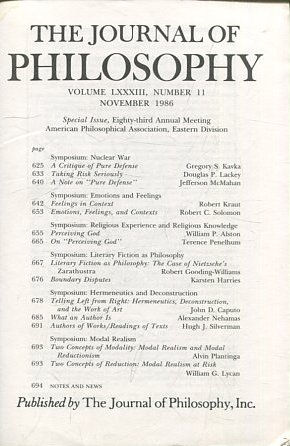 THE JOURNAL OF
PHILOSOPHY
VOLUME LXXXIII, NUMBER 11
NOVEMBER 1986
Special Issue, Eighty-third Annual Meeting
American Philosophical Association, Eastern Division
page
Symposium: Nuclear War
625 A Critique of Pure Defense Gregory S. Kavka
633 Taking Risk Seriously Douglas P. Lackey
640 A Note on "Pure Defense" Jefferson McMahan
Symposium: Emotions and Feelings
642 Feelings in Context Robert Kraut
653 Emotions, Feelings, and Contexts Robert C. Solomon
Symposium: Religious Experience and Religious Knowledge
655 Perceiving God William P. Alston
665 On "Perceiving God" Terence Penelhum
Symposium: Literary Fiction as Philosophy
667 Literary Fiction as Philosophy: The Case of Nietzsche's
Zarathustra Robert Gooding-Williams
676 Boundary Disputes Karsten Harries
Symposium: Hermeneutics and Deconstruction
678 Telling Left from Right: Hermeneutics, Deconstruction,
and the Work of Art John D. Caputo
685 What an Author Is Alexander Nehamas
691 Authors of Works/Readings of Texts Hugh J. Silverman
Symposium: Modal Realism
693 Two Concepts of Modality: Modal Realism and Modal
Reductionism Alvin Plantinga
693 Two Concepts of Reduction: Modal Realism at Risk
William G. Lycan
694 NOTES AND NEWS
Published by The Journal of Philosophy, Inc.